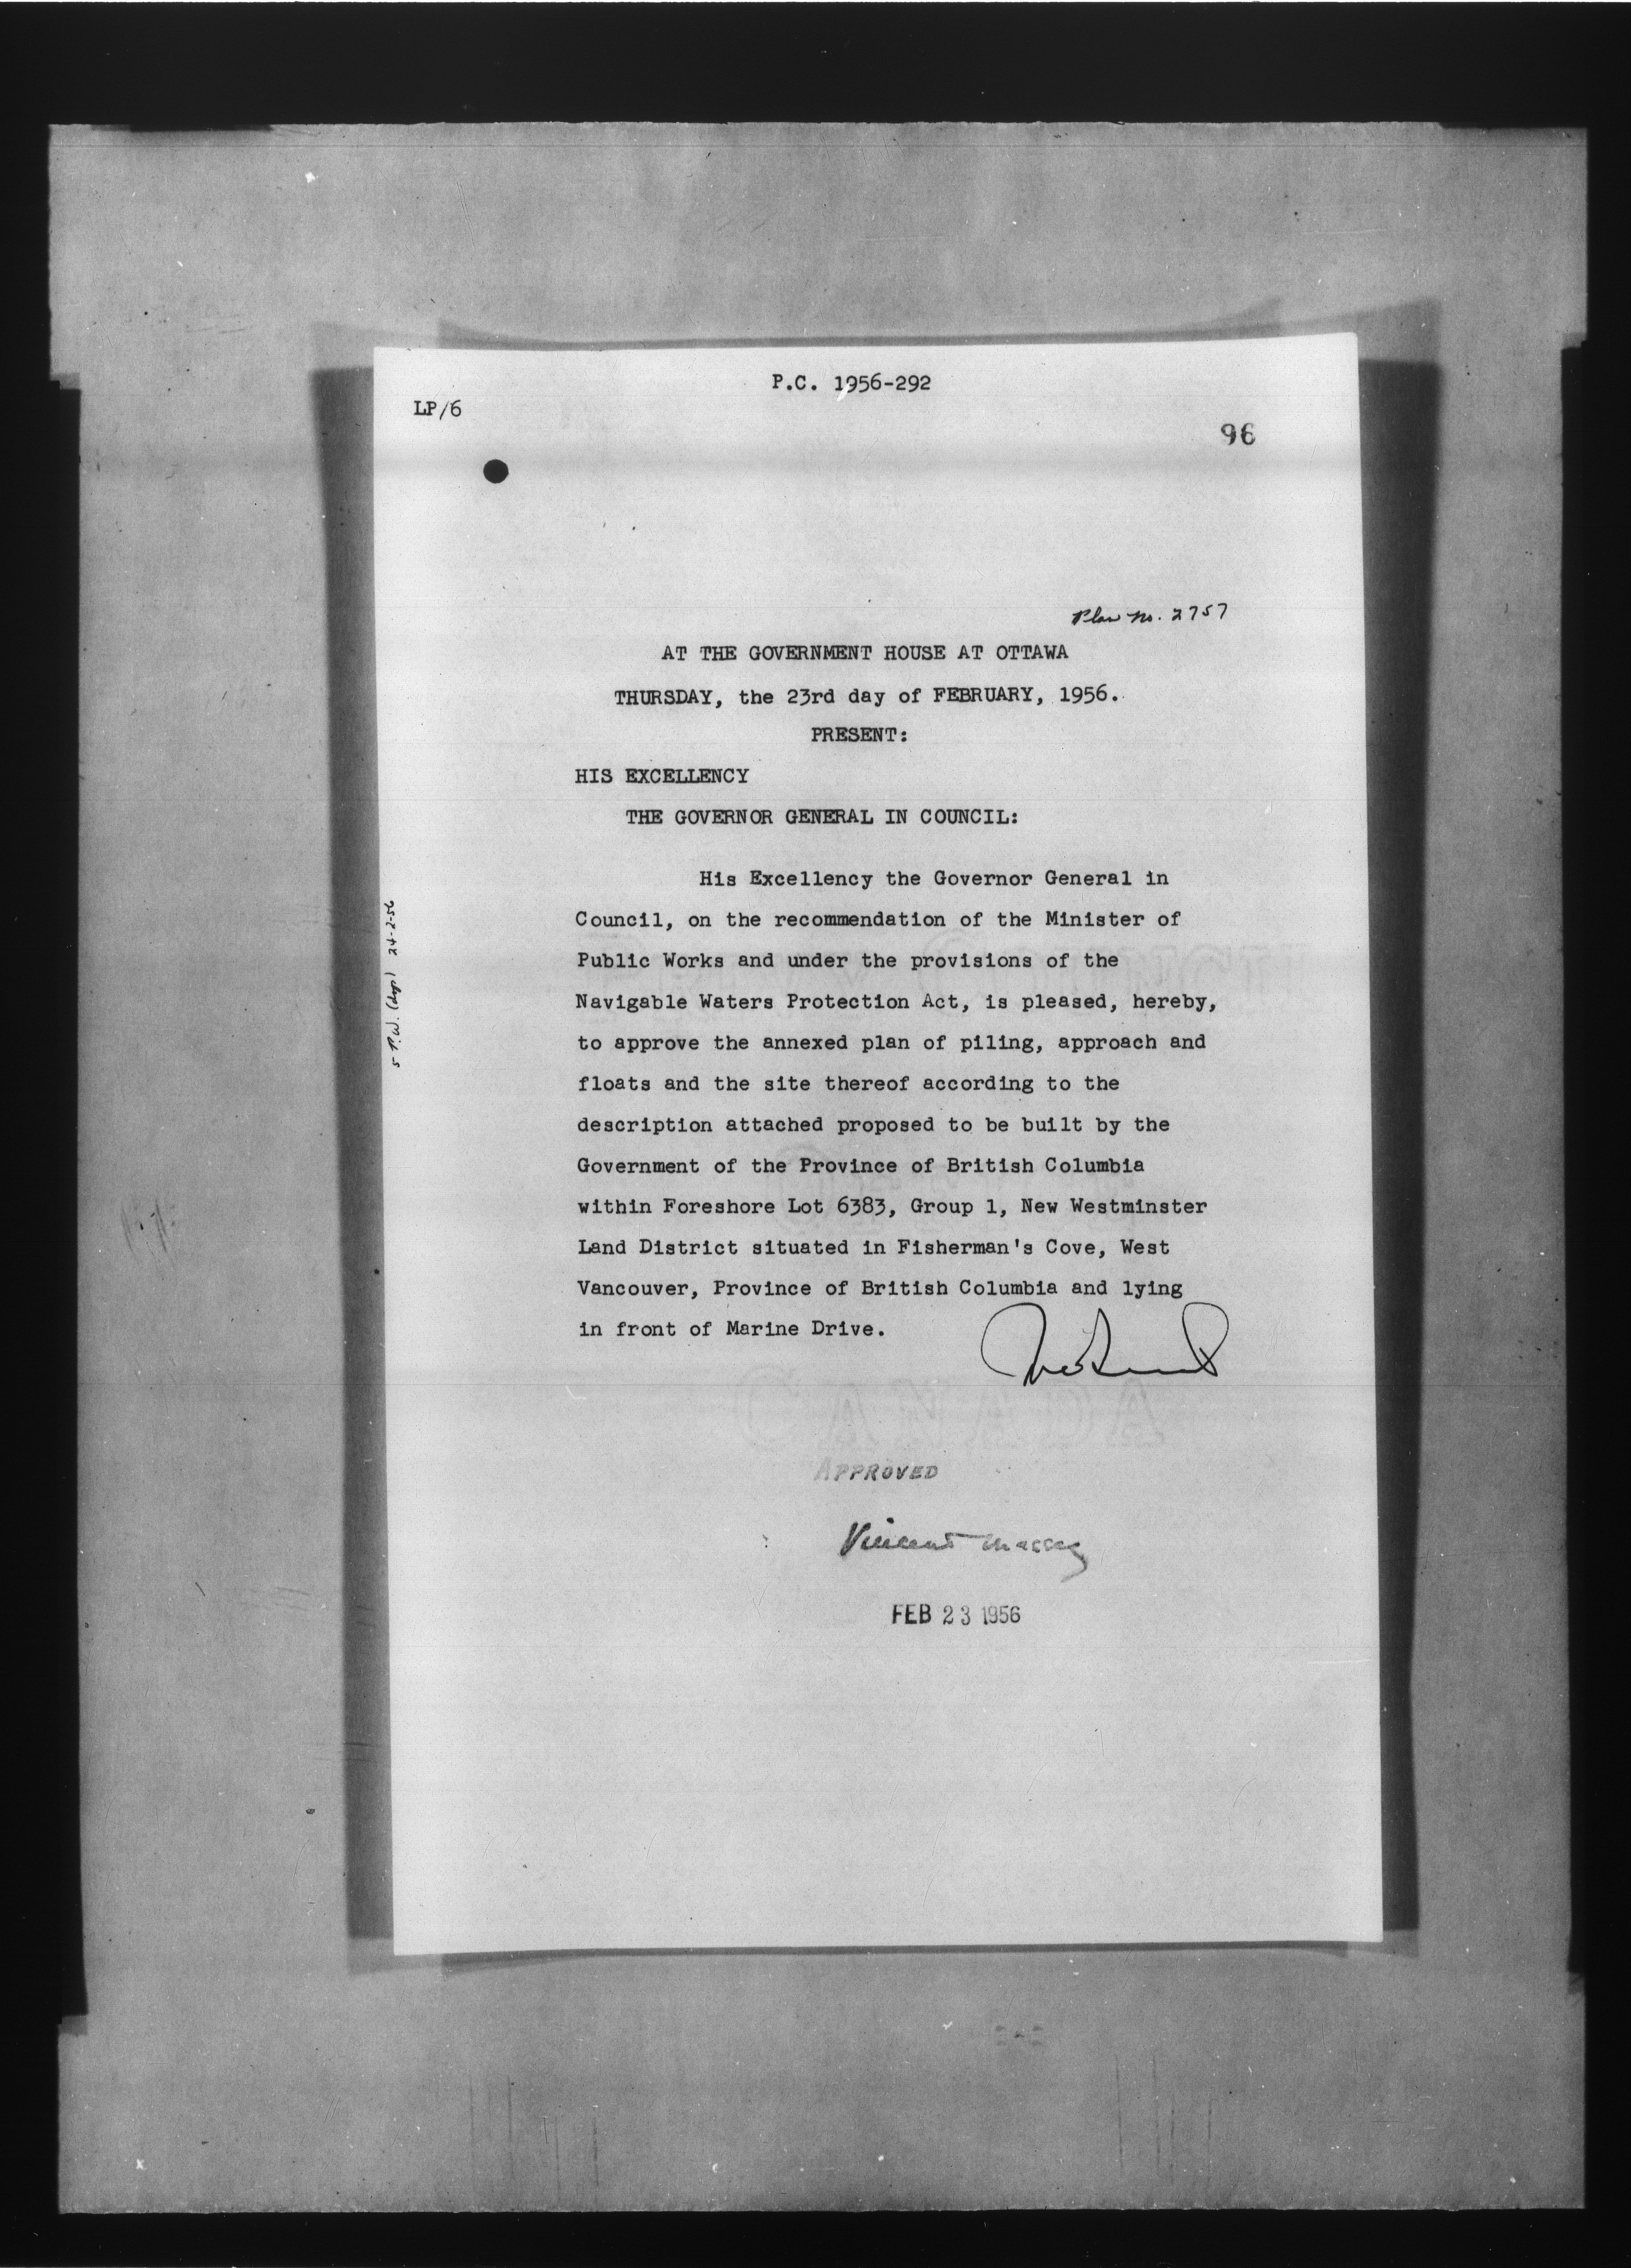 P.C. 1956-292
LP/6
96
Plan No. 2757
AT THE GOVERNMENT HOUSE AT OTTAWA
THURSDAY, the 23rd day of FEBRUARY, 1956.
PRESENT:
HIS EXCELLENCY
THE GOVERNOR GENERAL IN COUNCIL:
His Excellency the Governor General in
Council, on the recommendation of the Minister of
Public Works and under the provisions of the
Navigable Waters Protection Act, is pleased, hereby,
to approve the annexed plan of piling, approach and
floats and the site thereof according to the
description attached proposed to be built by the
Government of the Province of British Columbia
within Foreshore Lot 6383, Group 1, New Westminster
Land District situated in Fisherman's Cove, West
Vancouver, Province of British Columbia and lying
in front of Marine Drive.
APPROVED
Vincent Massey
FEB 23 1956
5 P.W. (dup) 24-2-56